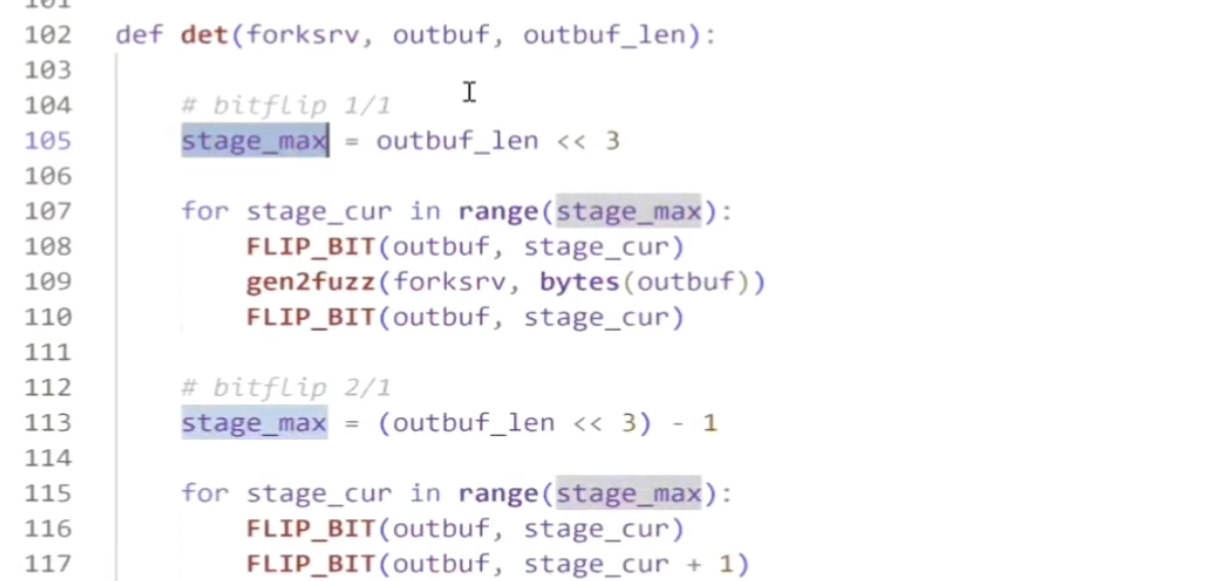 101
102 def det(forksrv, outbuf, outbuf_len):
103
104 # bitflip 1/1
105 stage_max = outbuf_len << 3
106
107 for stage_cur in range(stage_max):
108 FLIP_BIT(outbuf, stage_cur)
109 gen2fuzz(forksrv, bytes(outbuf))
110 FLIP_BIT(outbuf, stage_cur)
111
112 # bitflip 2/1
113 stage_max = (outbuf_len << 3) - 1
114
115 for stage_cur in range(stage_max):
116 FLIP_BIT(outbuf, stage_cur)
117 FLIP_BIT(outbuf, stage_cur + 1)